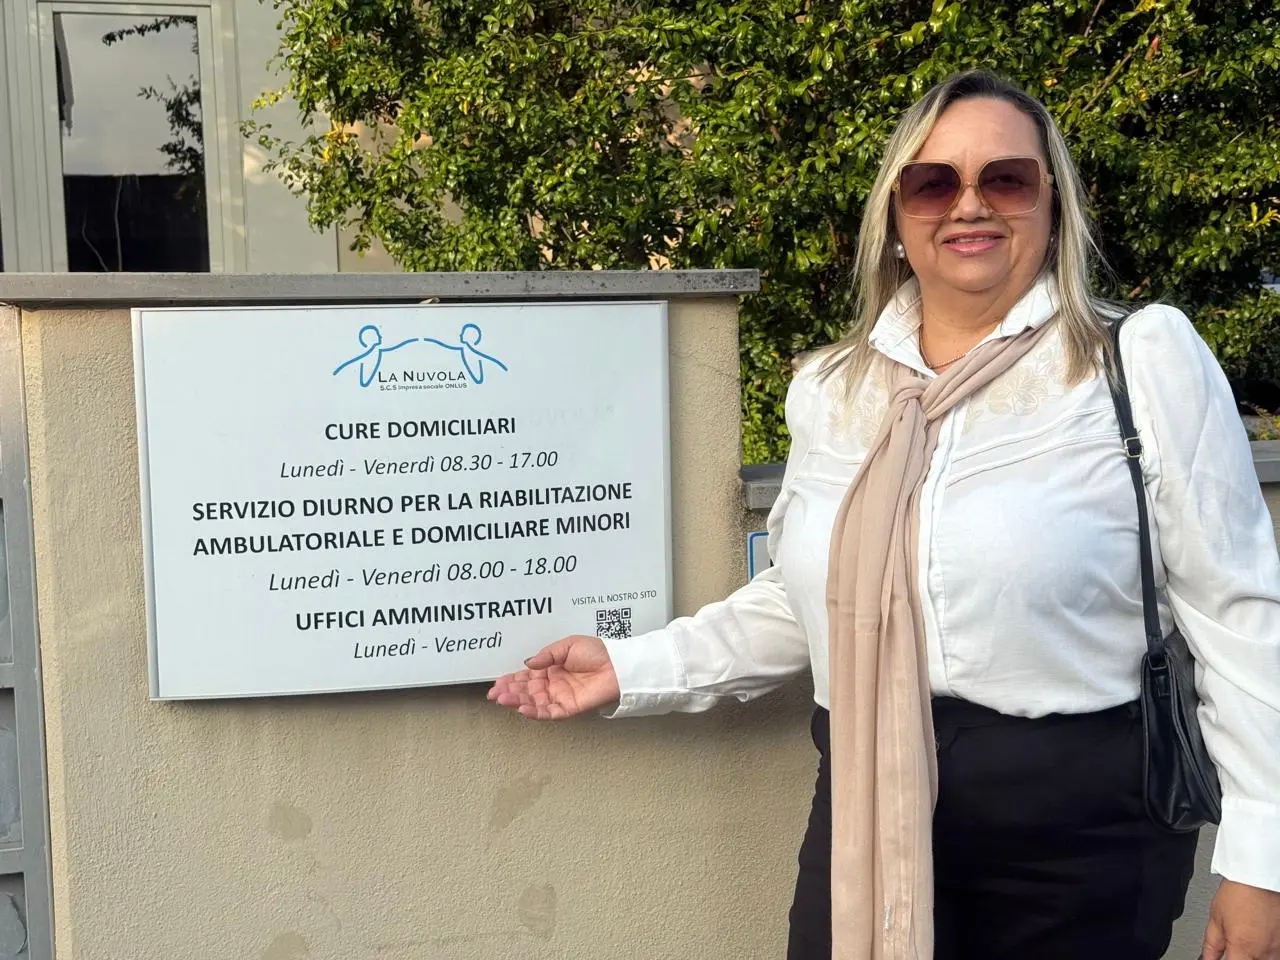 LA NUVOLA
S.C.S Impresa sociale ONLUS
CURE DOMICILIARI
Lunedì - Venerdì 08.30 - 17.00
SERVIZIO DIURNO PER LA RIABILITAZIONE
AMBULATORIALE E DOMICILIARE MINORI
Lunedì - Venerdì 08.00 - 18.00
UFFICI AMMINISTRATIVI
Lunedì - Venerdì
VISITA IL NOSTRO SITO